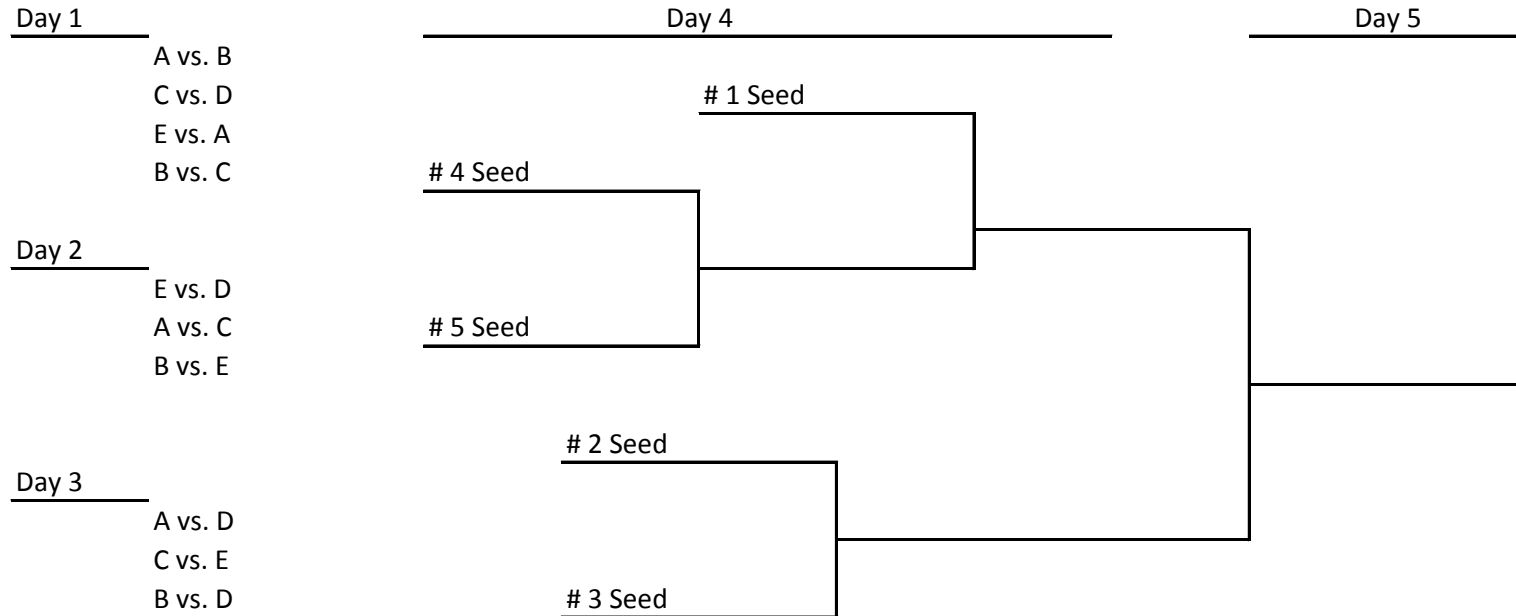 Day 1
A vs. B
C vs. D
E vs. A
B vs. C
Day 2
E vs. D
A vs. C
B vs. E
Day 3
A vs. D
C vs. E
B vs. D
Day 4
# 1 Seed
# 4 Seed
# 5 Seed
# 2 Seed
# 3 Seed
Day 5